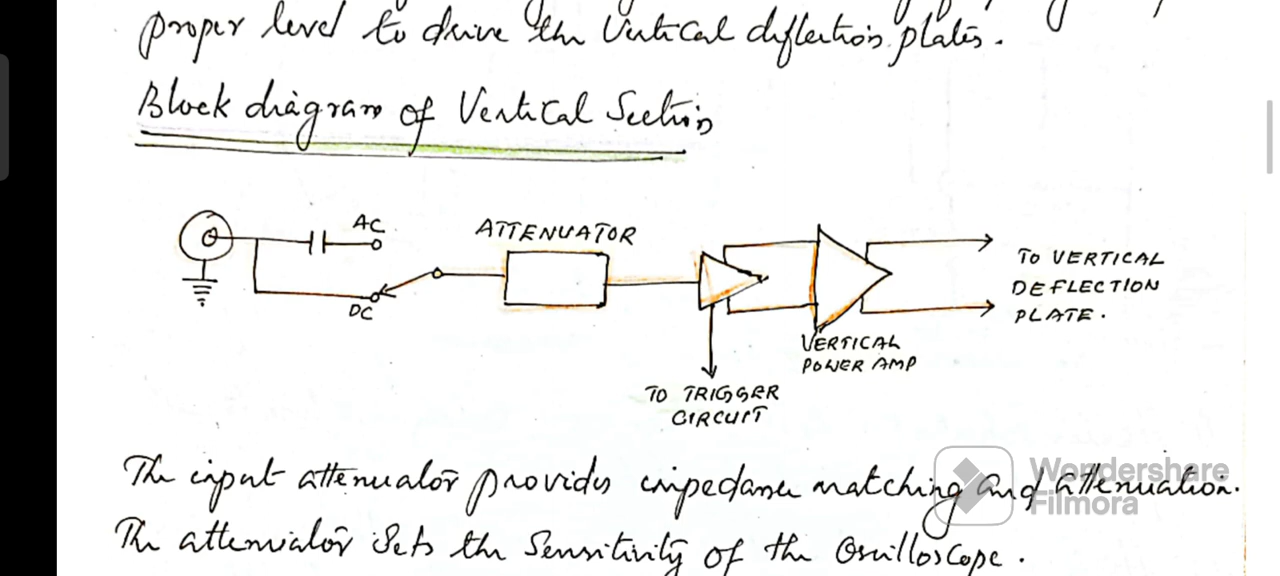 proper level to drive the Vertical deflection plates.
Block diagram of Vertical Section
AC
ATTENUATOR
TO VERTICAL
DEFLECTION
PLATE.
DC
VERTICAL
POWER AMP
TO TRIGGER
CIRCUIT
The input attenuator provides impedance matching and attenuation.
The attenuator Sets the Sensitivity of the Oscilloscope.
Wondershare
Filmora